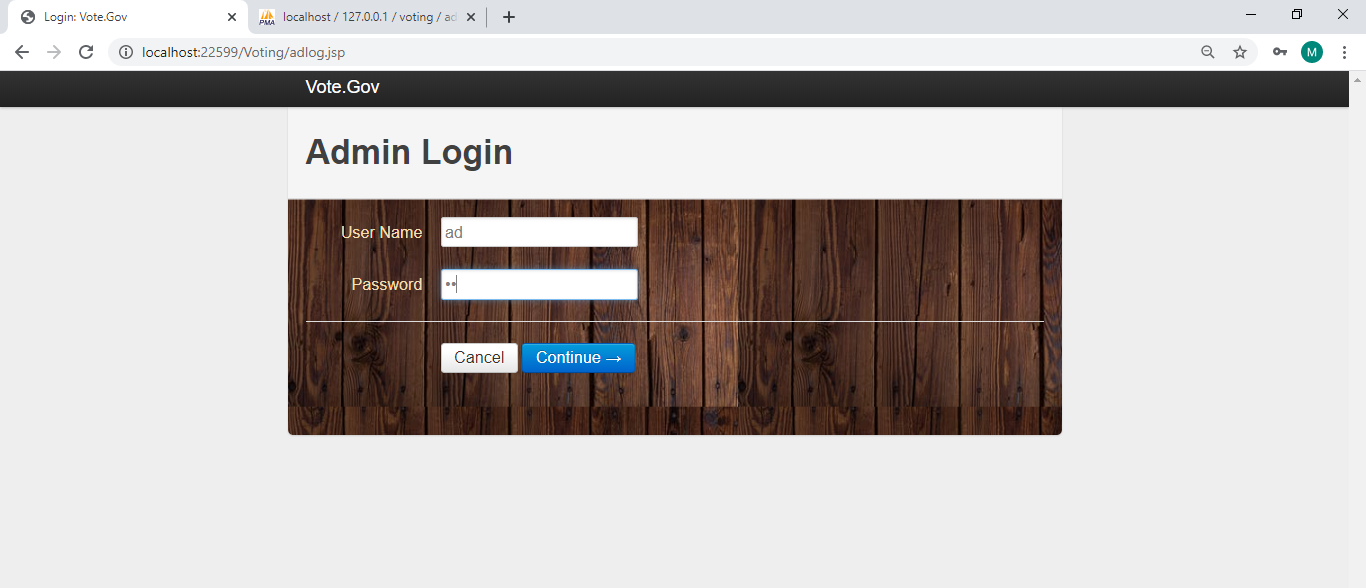 Login: Vote.Gov
localhost / 127.0.0.1 / voting / ad
localhost:22599/Voting/adlog.jsp
M
Vote.Gov
Admin Login
User Name ad
Password ••
Cancel Continue →